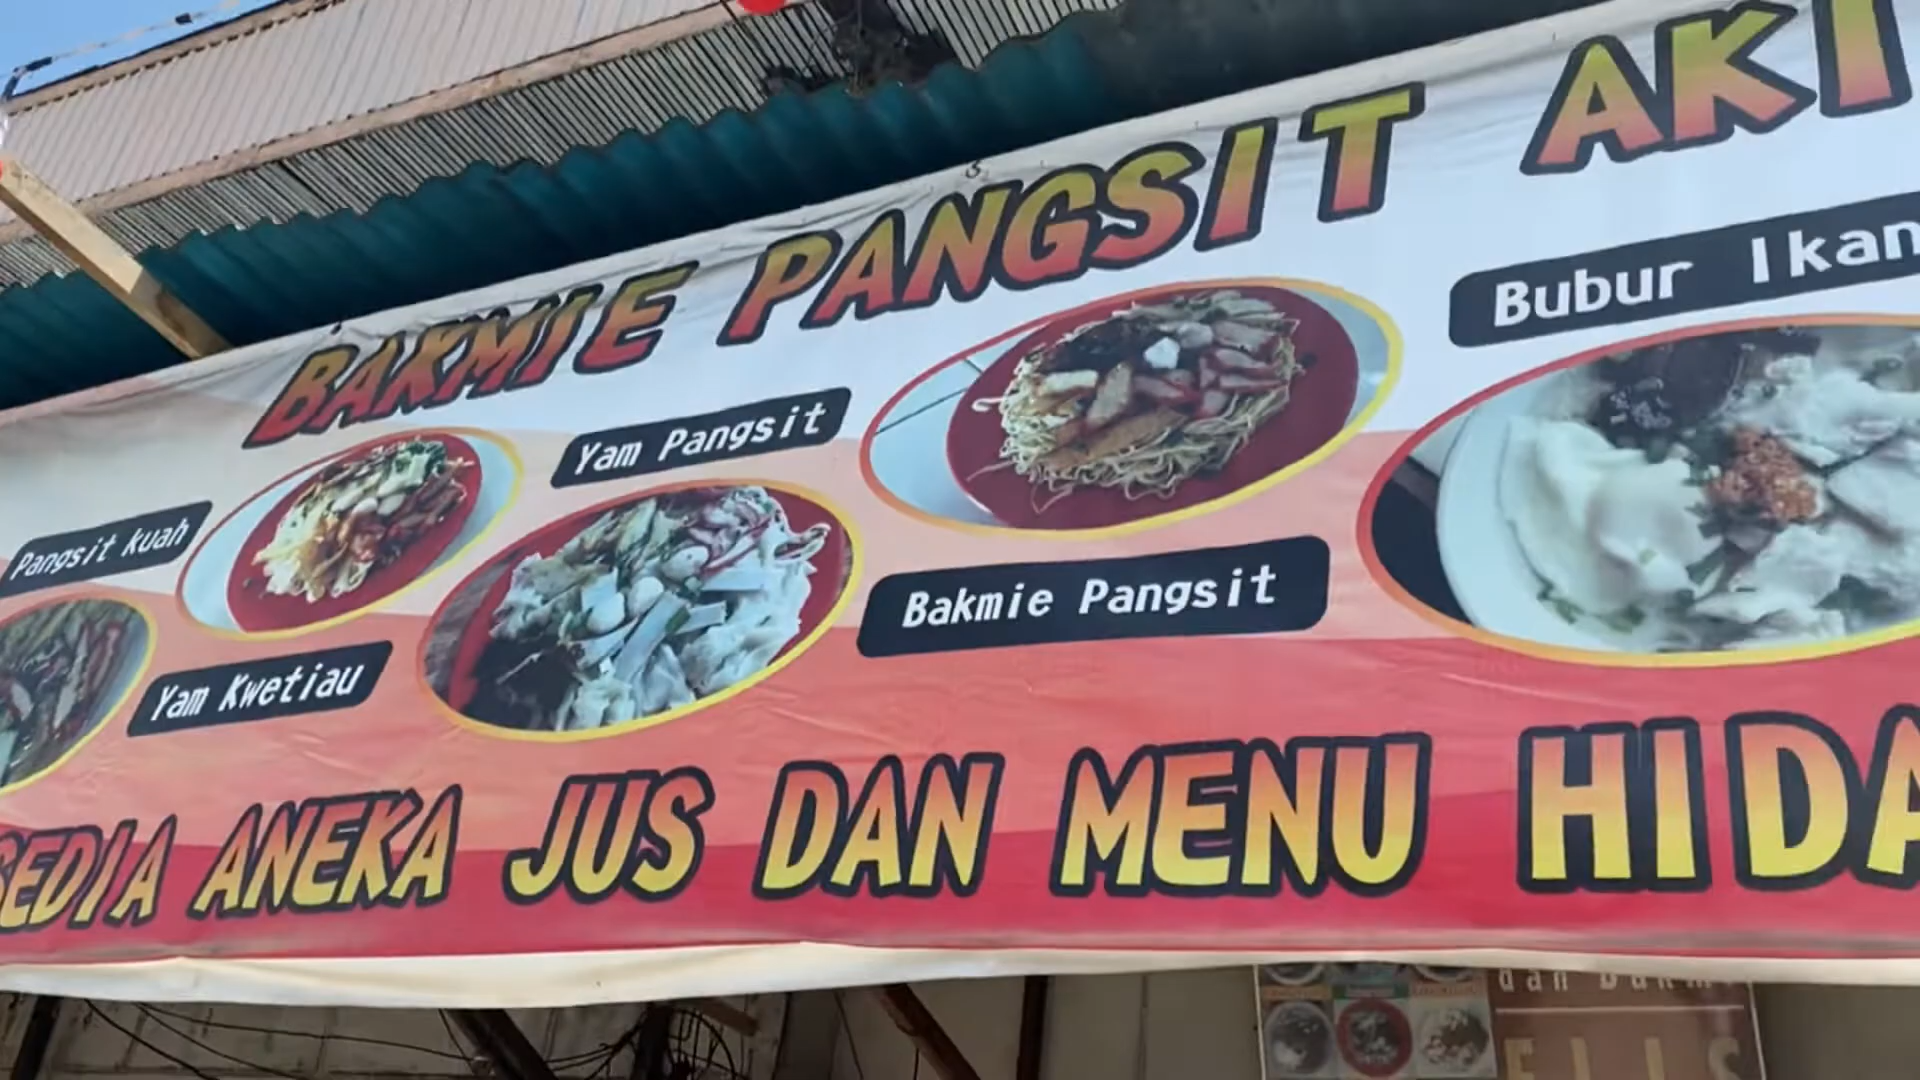 BAKMIE PANGSIT AKI
Bubur Ikan
Yam Pangsit
Pangsit kuah
Bakmie Pangsit
Yam Kwetiau
SEDIA ANEKA JUS DAN MENU HIDA
dan